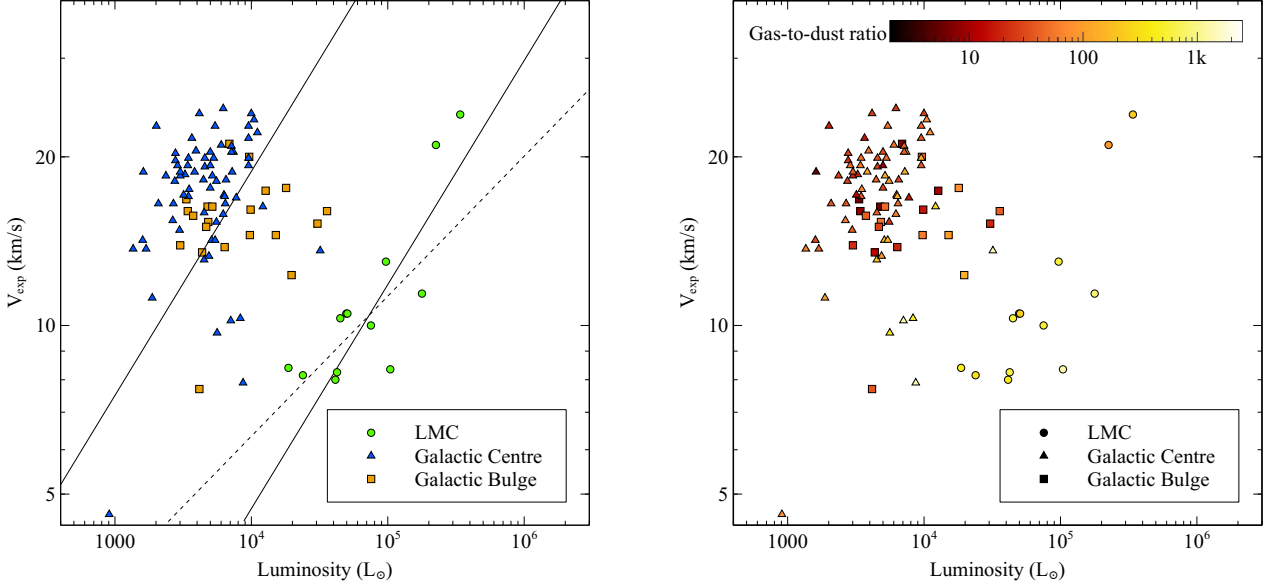 20
10
5
V_exp (km/s)
1000
10^4
10^5
10^6
Luminosity (L_⊙)
LMC
Galactic Centre
Galactic Bulge
Gas-to-dust ratio
10
100
1k
20
10
5
V_exp (km/s)
1000
10^4
10^5
10^6
Luminosity (L_⊙)
LMC
Galactic Centre
Galactic Bulge